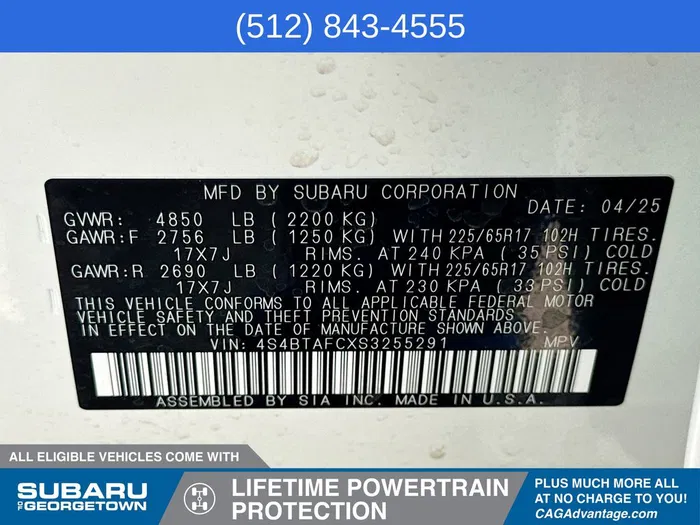 (512) 843-4555
MFD BY SUBARU CORPORATION
DATE: 04/25
GVWR: 4850 LB (2200 KG)
GAWR:F 2756 LB (1250 KG) WITH 225/65R17 102H TIRES.
17X7J RIMS. AT 240 KPA (35 PSI) COLD
GAWR:R 2690 LB (1220 KG) WITH 225/65R17 102H TIRES.
17X7J RIMS. AT 230 KPA (33 PSI) COLD
THIS VEHICLE CONFORMS TO ALL APPLICABLE FEDERAL MOTOR
VEHICLE SAFETY AND THEFT PREVENTION STANDARDS IN
EFFECT ON THE DATE OF MANUFACTURE SHOWN ABOVE.
VIN: 4S4BTAFCXS3255291 MPV
ASSEMBLED BY SIA INC. MADE IN U.S.A.
ALL ELIGIBLE VEHICLES COME WITH
SUBARU
OF GEORGETOWN
LIFETIME POWERTRAIN
PROTECTION
PLUS MUCH MORE ALL
AT NO CHARGE TO YOU!
CAGAdvantage.com